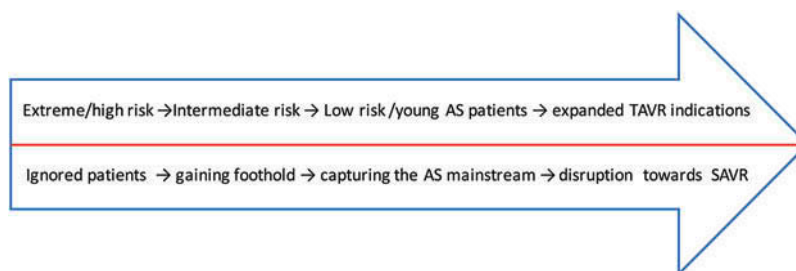 Extreme/high risk →Intermediate risk → Low risk /young AS patients → expanded TAVR indications
Ignored patients → gaining foothold → capturing the AS mainstream → disruption towards SAVR